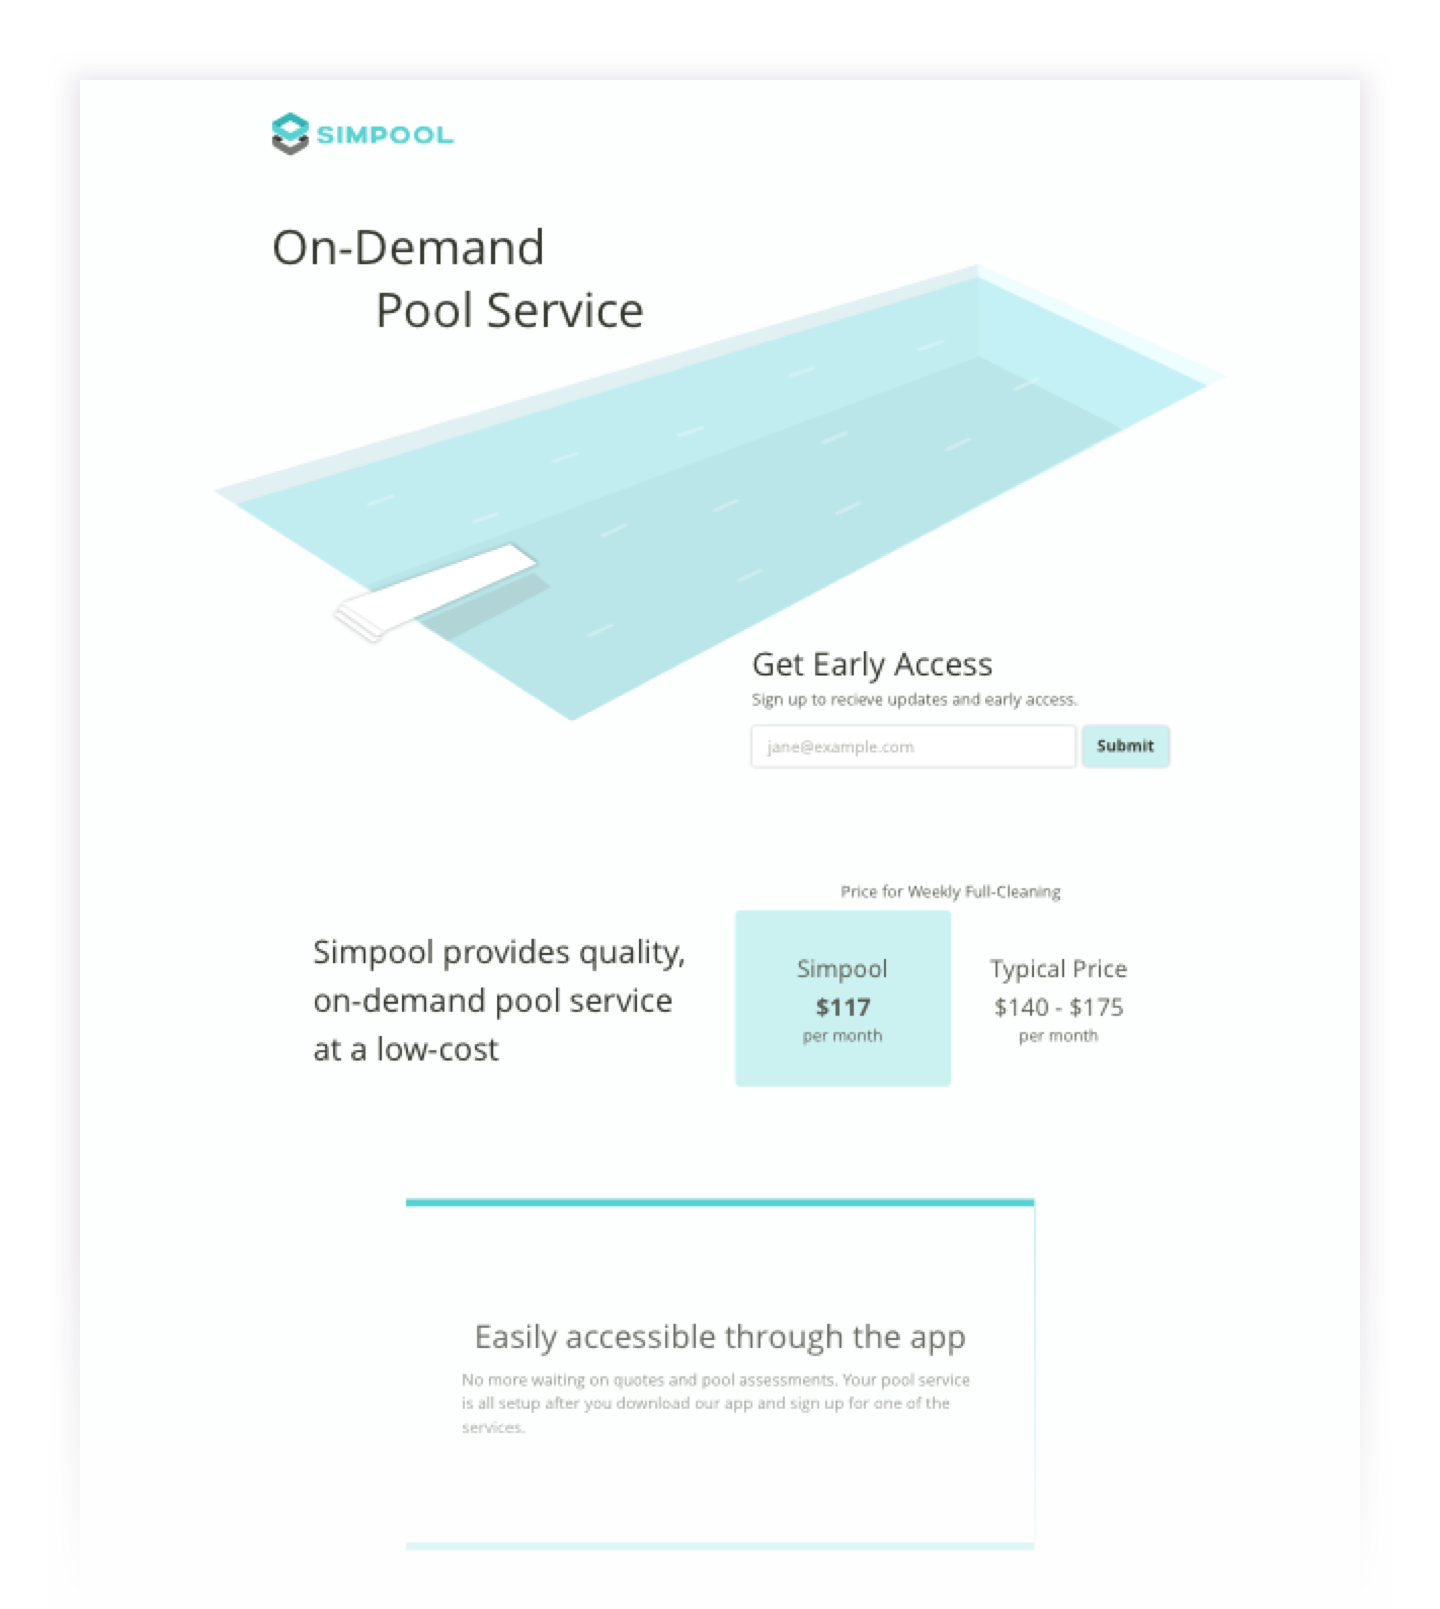 SIMPOOL
On-Demand
Pool Service
Get Early Access
Sign up to recieve updates and early access.
jane@example.com
Submit
Price for Weekly Full-Cleaning
Simpool provides quality,
on-demand pool service
at a low-cost
Simpool
$117
per month
Typical Price
$140 - $175
per month
Easily accessible through the app
No more waiting on quotes and pool assessments. Your pool service
is all setup after you download our app and sign up for one of the
services.